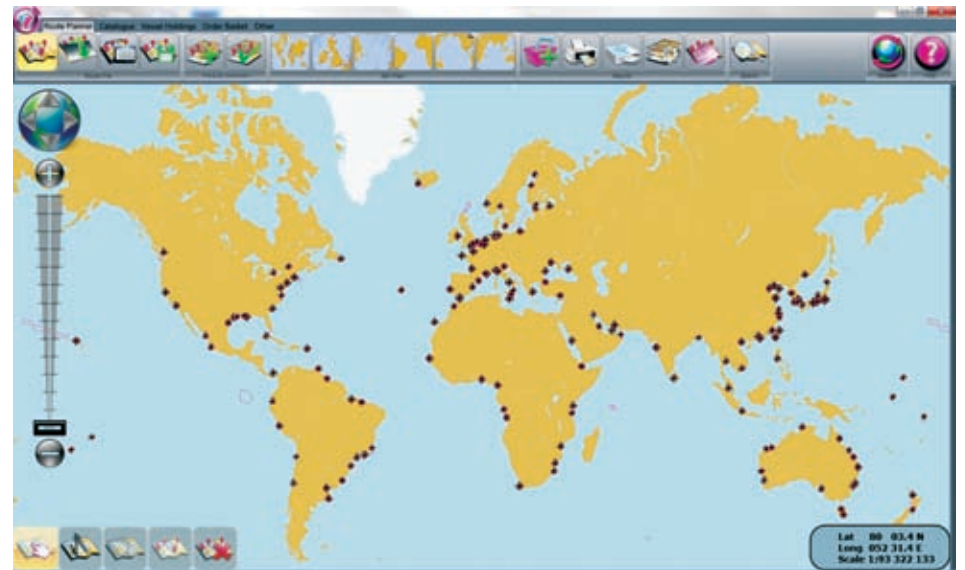 Route Planner Catalogue Vessel Holdings Order Basket Other
Lat 80 03.4 N
Long 052 31.4 E
Scale 1:93 322 133